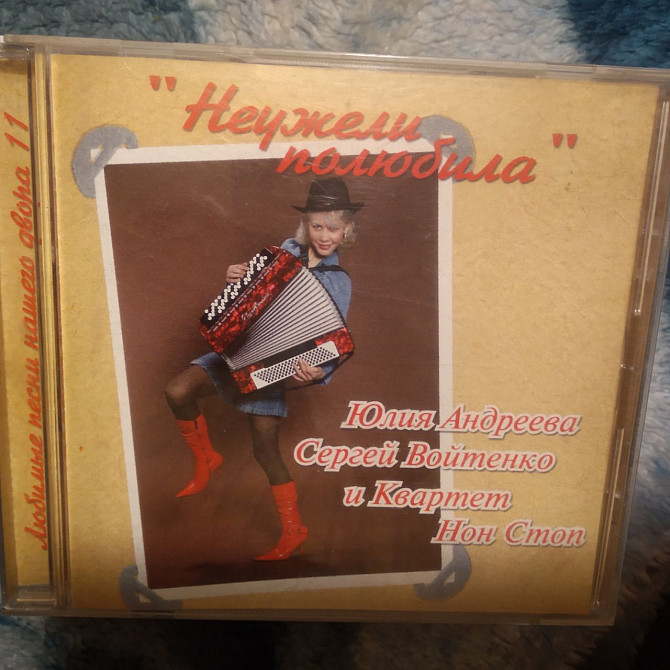 "Неужели
полюбила"
Юлия Андреева
Сергей Войтенко
и Квартет
Нон Стоп
Любимые песни нашего двора 11